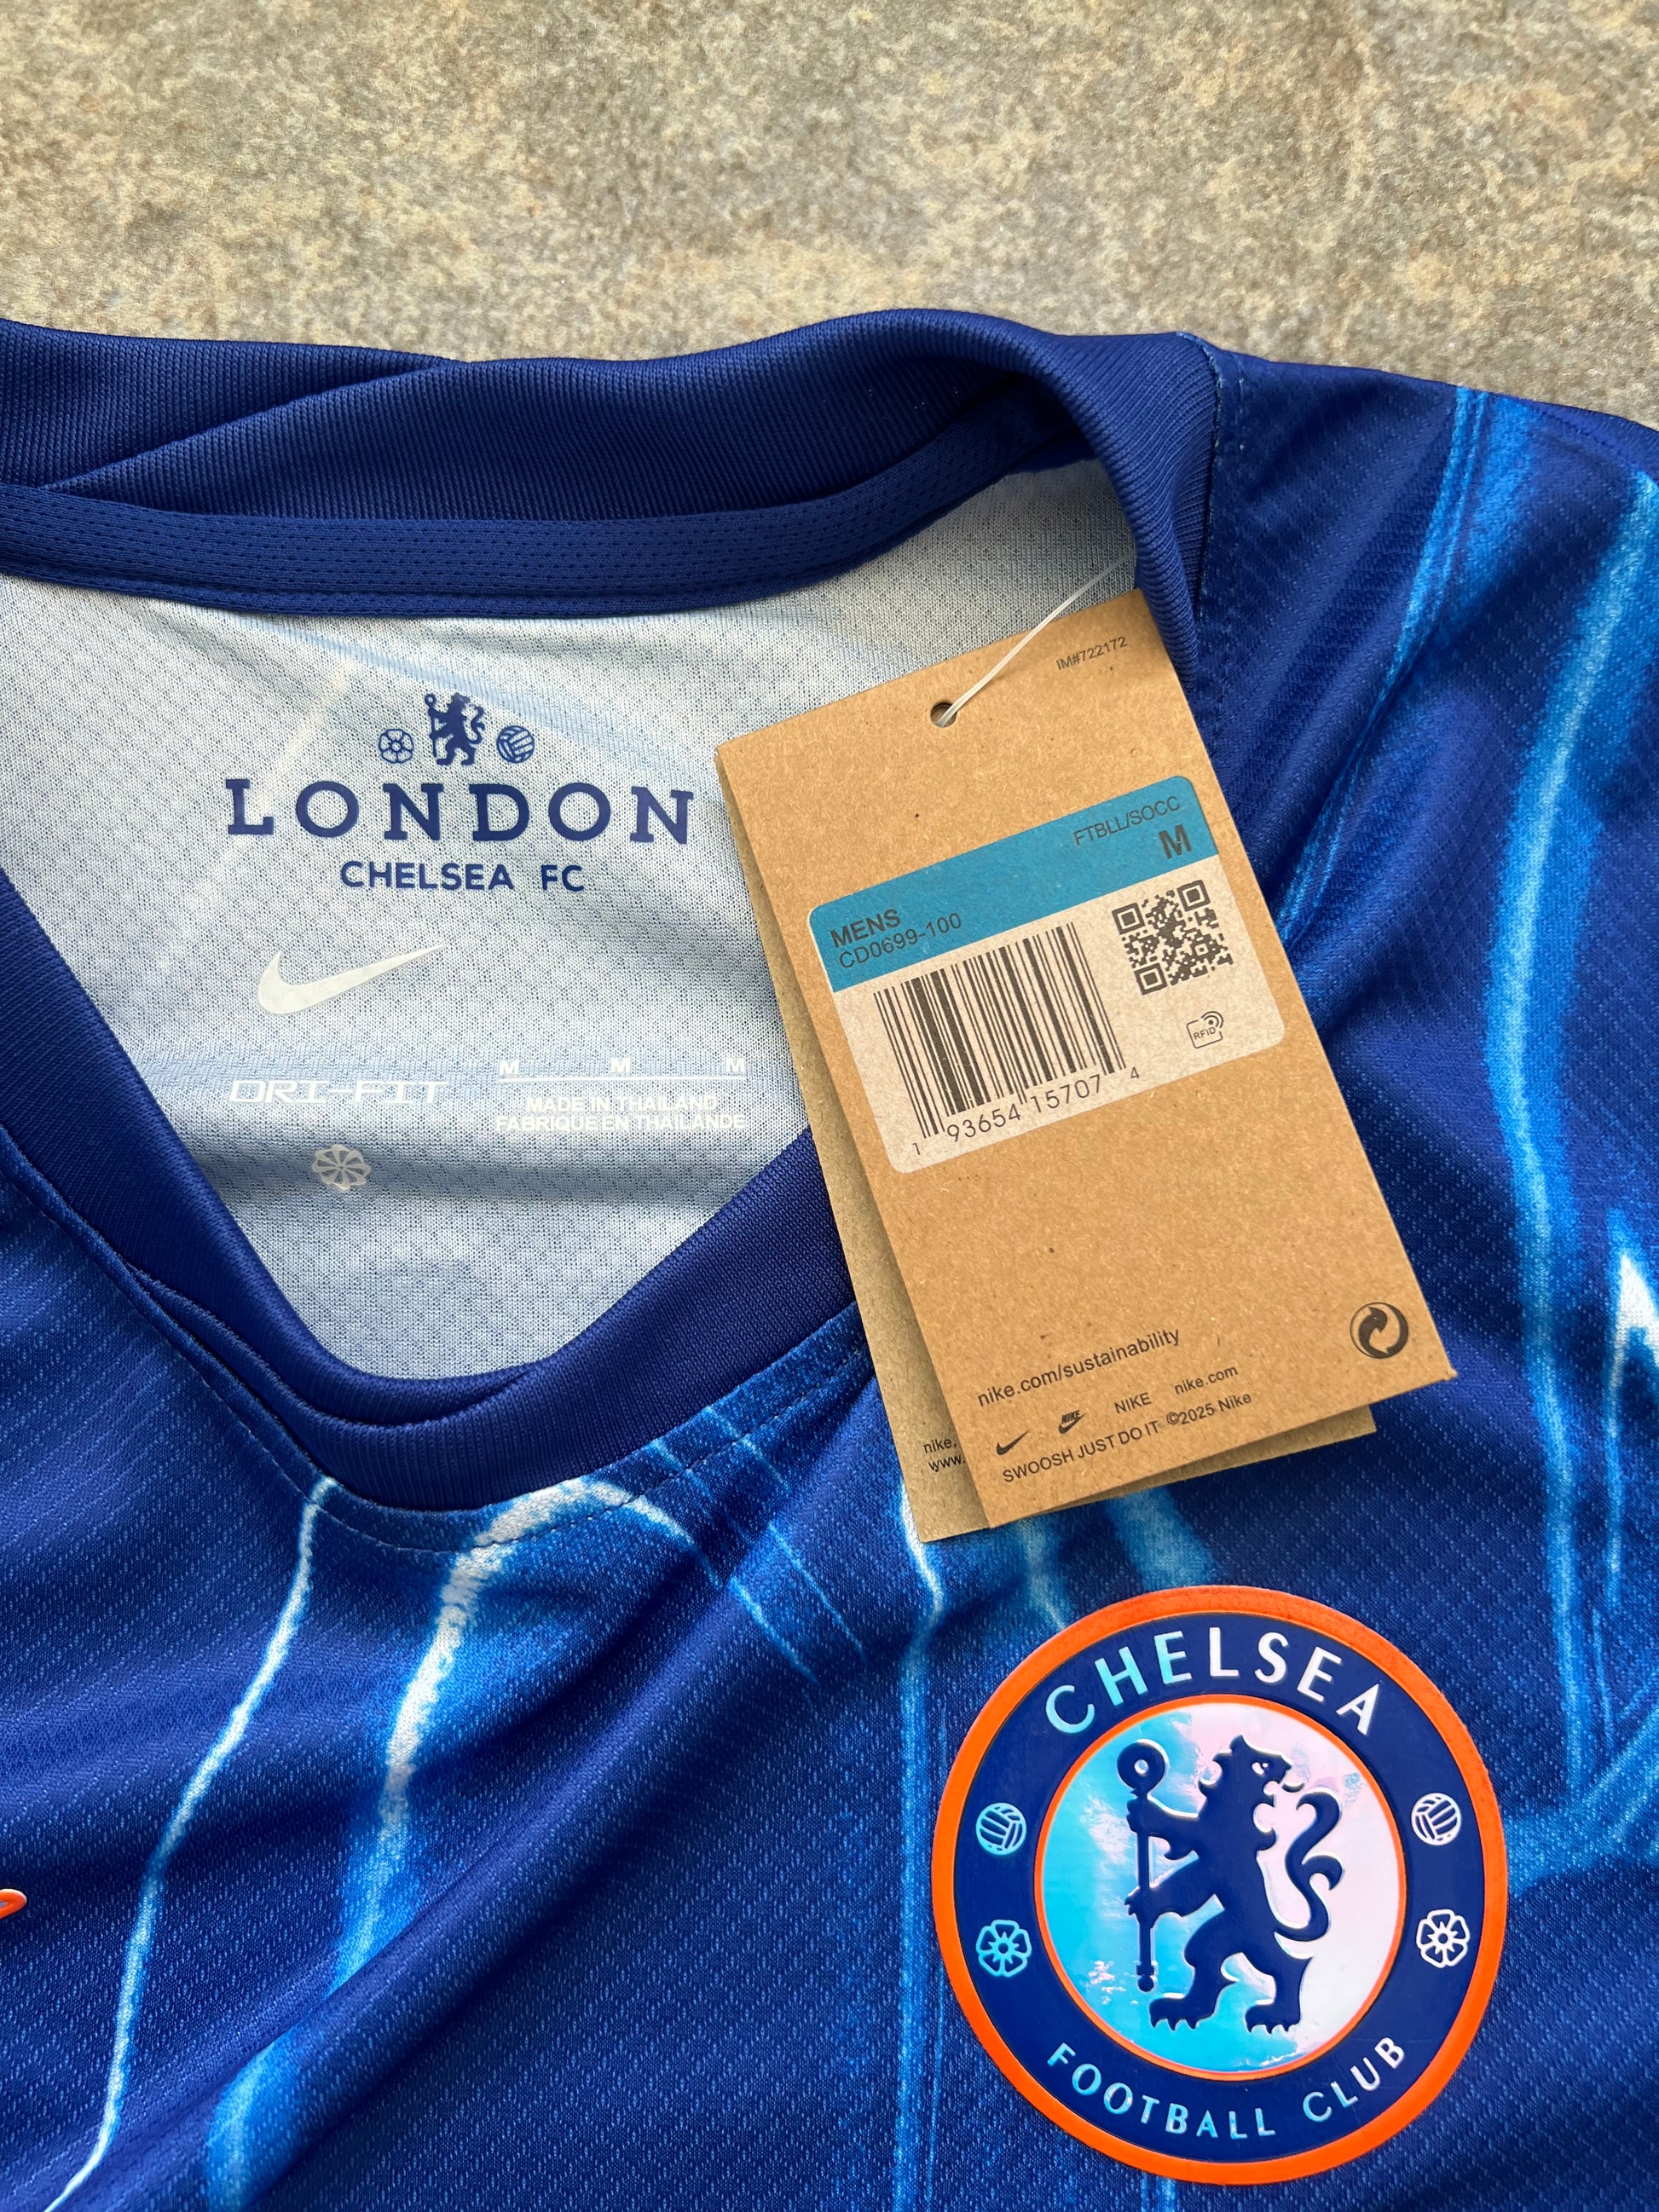 IM#722172
FTBLL/SOCC
M
MENS
CD0699-100
RFID
1 93654 15707 4
nike.com/sustainability
NIKE nike.com
SWOOSH JUST DO IT ©2025 Nike
nike.
www.
LONDON
CHELSEA FC
DRI-FIT
M M M
MADE IN THAILAND
FABRIQUE EN THAÏLANDE
CHELSEA
FOOTBALL CLUB